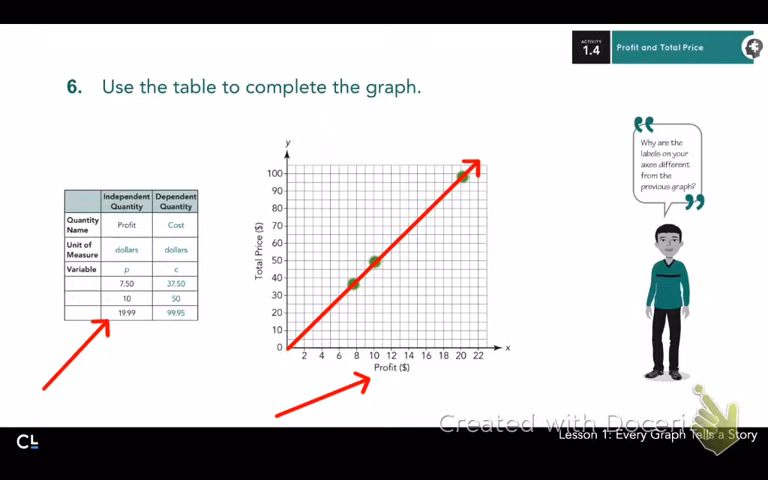 ACTIVITY
1.4
Profit and Total Price
6. Use the table to complete the graph.
Why are the
labels on your
axes different
from the
previous graph?
Independent Quantity Dependent Quantity
Quantity Name Profit Cost
Unit of Measure dollars dollars
Variable p c
7.50 37.50
10 50
19.99 99.95
y
100
90
80
70
60
50
40
30
20
10
0
Total Price ($)
2 4 6 8 10 12 14 16 18 20 22 x
Profit ($)
Created with Doceri
CL
Lesson 1: Every Graph Tells a Story